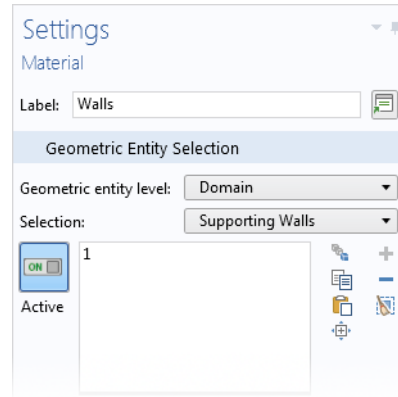 Settings
Material
Label: Walls
Geometric Entity Selection
Geometric entity level: Domain
Selection: Supporting Walls
ON 1
Active